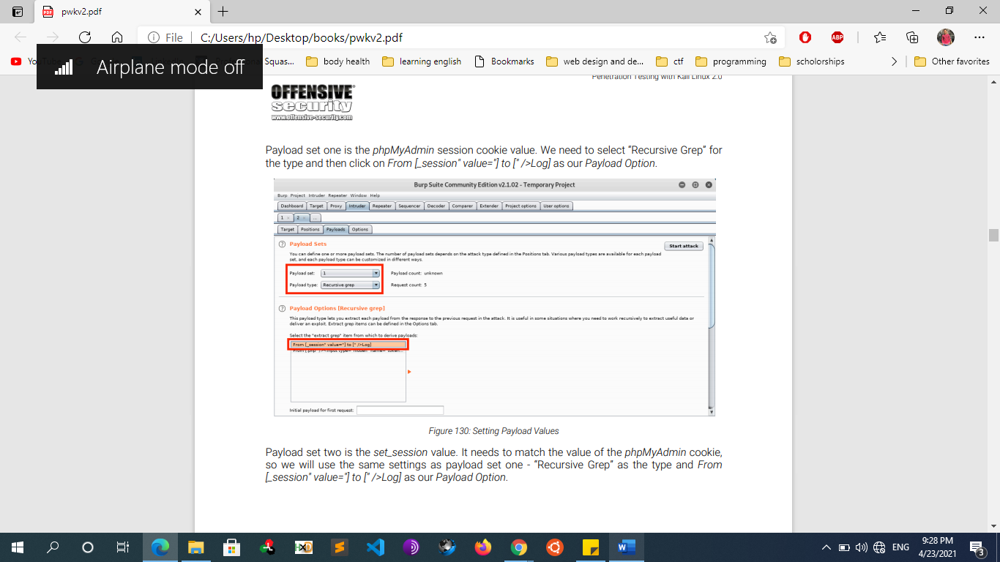 pwkv2.pdf
File
C:/Users/hp/Desktop/books/pwkv2.pdf
ABP
Airplane mode off
Squas...
body health
learning english
Bookmarks
web design and de...
ctf
programming
scholorships
Other favorites
Penetration Testing with Kali Linux 2.0
OFFENSIVE
security
www.offensive-security.com
Payload set one is the phpMyAdmin session cookie value. We need to select “Recursive Grep” for
the type and then click on From [_session" value="] to [" />Log] as our Payload Option.
Burp Suite Community Edition v2.1.02 - Temporary Project
Burp Project Intruder Repeater Window Help
Dashboard Target Proxy Intruder Repeater Sequencer Decoder Comparer Extender Project options User options
1 × 2 × ...
Target Positions Payloads Options
? Payload Sets
Start attack
You can define one or more payload sets. The number of payload sets depends on the attack type defined in the Positions tab. Various payload types are available for each payload
set, and each payload type can be customized in different ways.
Payload set: 1 Payload count: unknown
Payload type: Recursive grep Request count: 5
? Payload Options [Recursive grep]
This payload type lets you extract each payload from the response to the previous request in the attack. It is useful in some situations where you need to work recursively to extract useful data or
deliver an exploit. Extract grep items can be defined in the Options tab.
Select the "extract grep" item from which to derive payloads:
From [_session" value="] to [" />Log]
Initial payload for first request:
Figure 130: Setting Payload Values
Payload set two is the set_session value. It needs to match the value of the phpMyAdmin cookie,
so we will use the same settings as payload set one - “Recursive Grep” as the type and From
[_session" value="] to [" />Log] as our Payload Option.
ENG
9:28 PM
4/23/2021
3